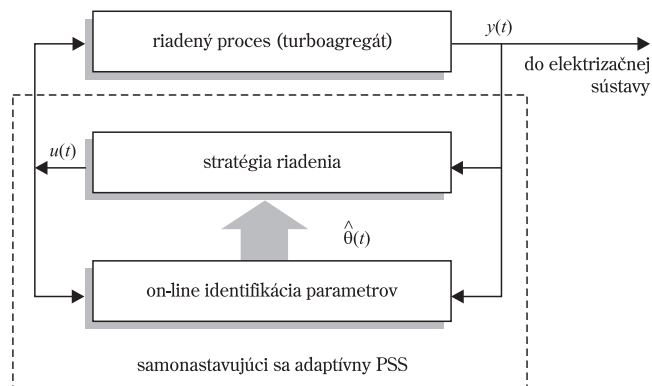 riadený proces (turboagregát)
y(t)
do elektrizačnej
sústavy
u(t)
stratégia riadenia
θ̂(t)
on-line identifikácia parametrov
samonastavujúci sa adaptívny PSS